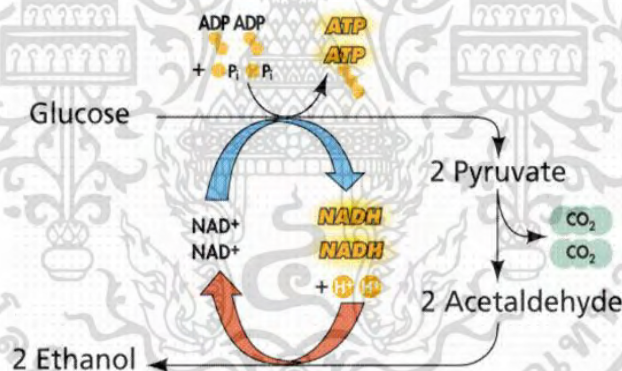 ADP ADP
ATP
ATP
+ Pi Pi
Glucose
2 Pyruvate
NAD+
NAD+
NADH
NADH
CO₂
CO₂
+ H+ H+
2 Acetaldehyde
2 Ethanol